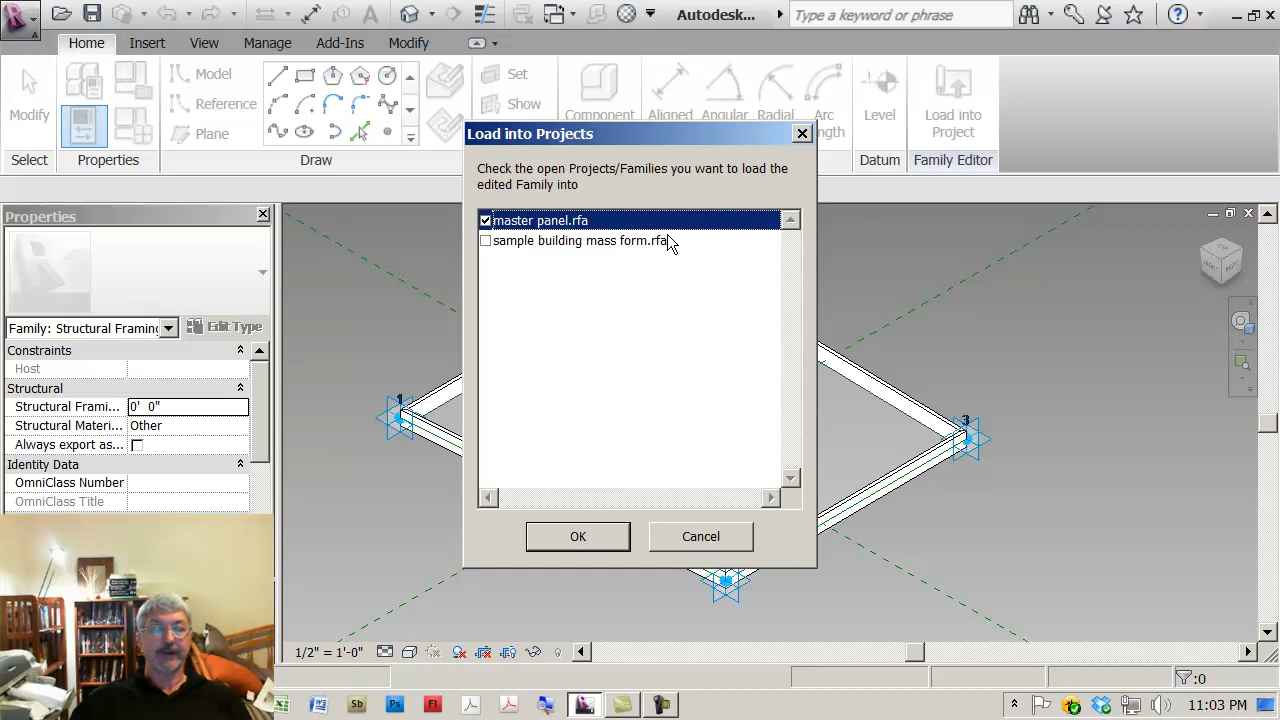 Autodesk...
Type a keyword or phrase
Home Insert View Manage Add-Ins Modify
Modify
Model
Reference
Plane
Set
Show
Component
Aligned
Angular
Radial
Arc
Length
Level
Load into
Project
Select Properties Draw Datum Family Editor
Load into Projects
Check the open Projects/Families you want to load the
edited Family into
master panel.rfa
sample building mass form.rfa
OK Cancel
Properties
Family: Structural Framing
Edit Type
Constraints
Host
Structural
Structural Frami... 0' 0"
Structural Materi... Other
Always export as...
Identity Data
OmniClass Number
OmniClass Title
1
3
1/2" = 1'-0"
:0
Sb Ps Fl
11:03 PM